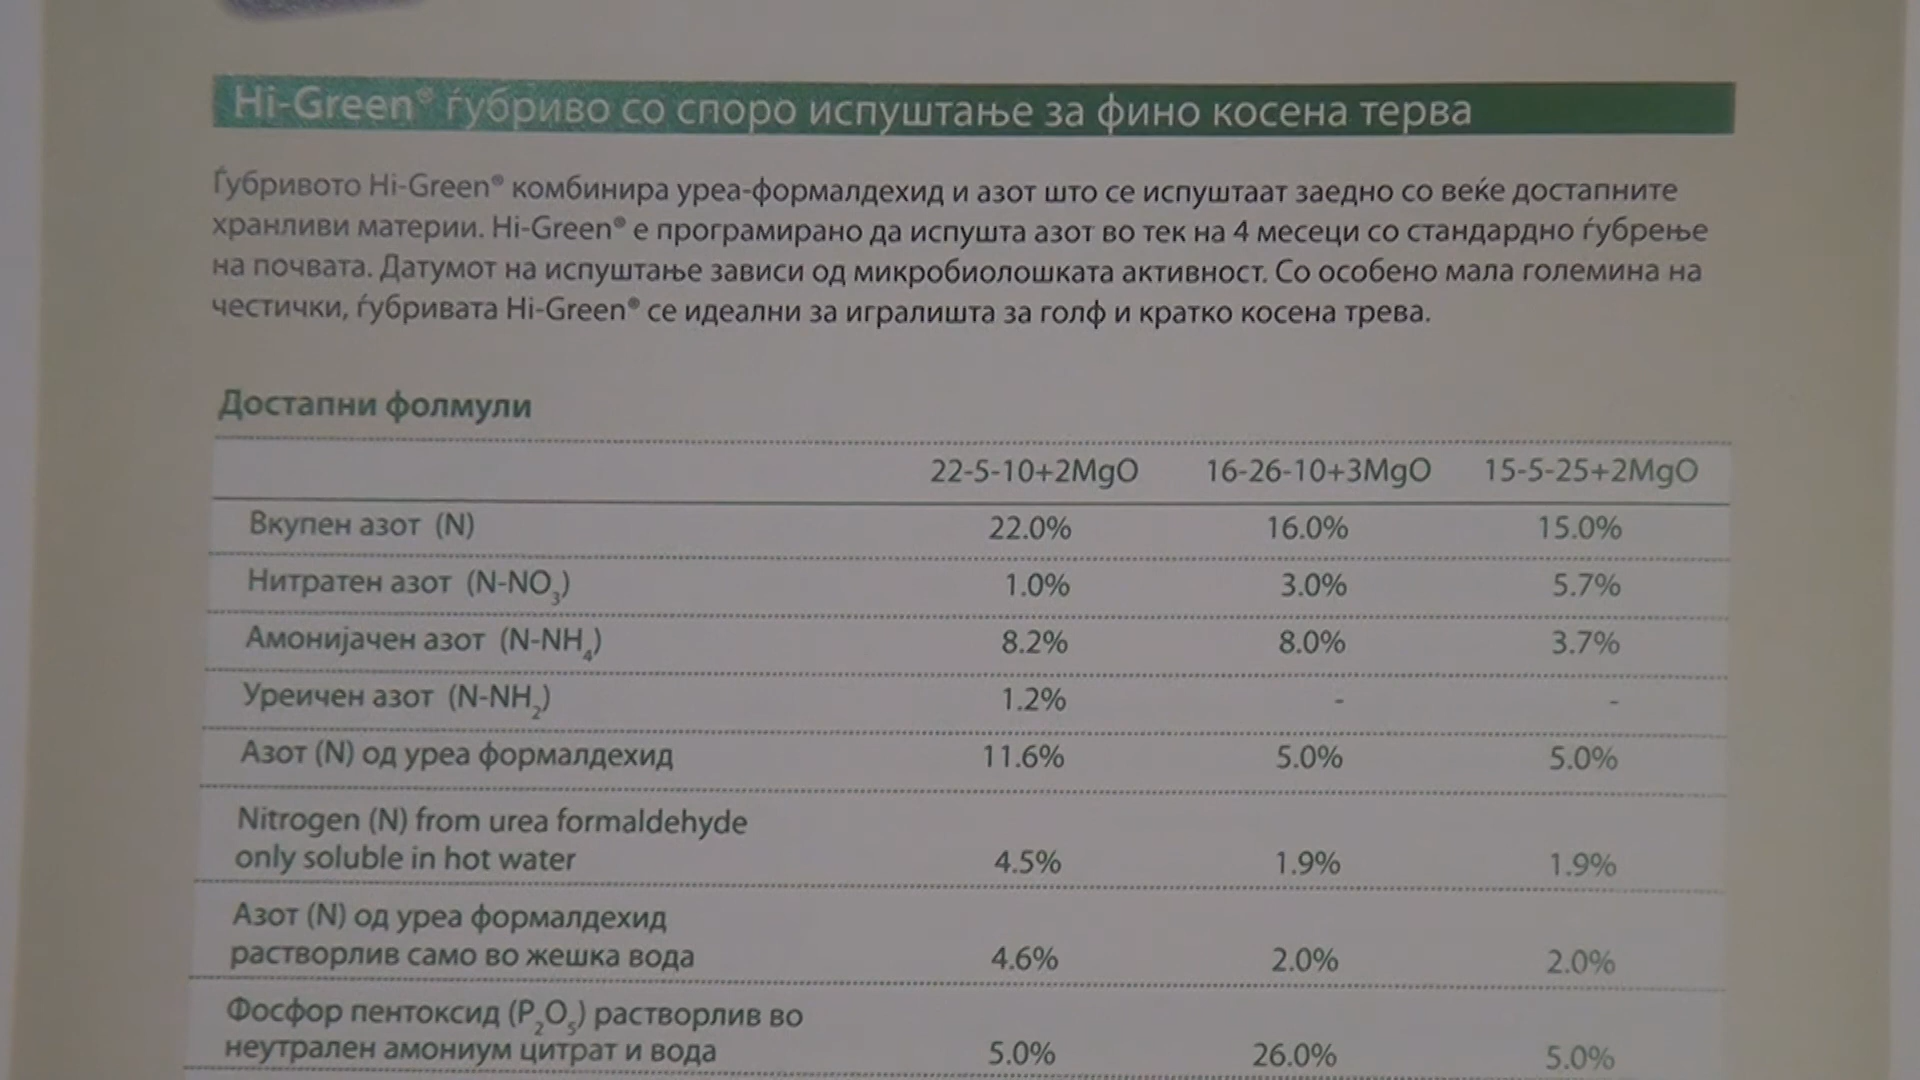 Hi-Green® ѓубриво со споро испуштање за фино косена терва
Ѓубривото Hi-Green® комбинира уреа-формалдехид и азот што се испуштаат заедно со веќе достапните
хранливи материи. Hi-Green® е програмирано да испушта азот во тек на 4 месеци со стандардно ѓубрење
на почвата. Датумот на испуштање зависи од микробиолошката активност. Со особено мала големина на
честички, ѓубривата Hi-Green® се идеални за игралишта за голф и кратко косена трева.
Достапни фолмули
22-5-10+2MgO 16-26-10+3MgO 15-5-25+2MgO
Вкупен азот (N) 22.0% 16.0% 15.0%
Нитратен азот (N-NO₃) 1.0% 3.0% 5.7%
Амонијачен азот (N-NH₄) 8.2% 8.0% 3.7%
Уреичен азот (N-NH₂) 1.2% - -
Азот (N) од уреа формалдехид 11.6% 5.0% 5.0%
Nitrogen (N) from urea formaldehyde
only soluble in hot water 4.5% 1.9% 1.9%
Азот (N) од уреа формалдехид
растворлив само во жешка вода 4.6% 2.0% 2.0%
Фосфор пентоксид (P₂O₅) растворлив во
неутрален амониум цитрат и вода 5.0% 26.0% 5.0%